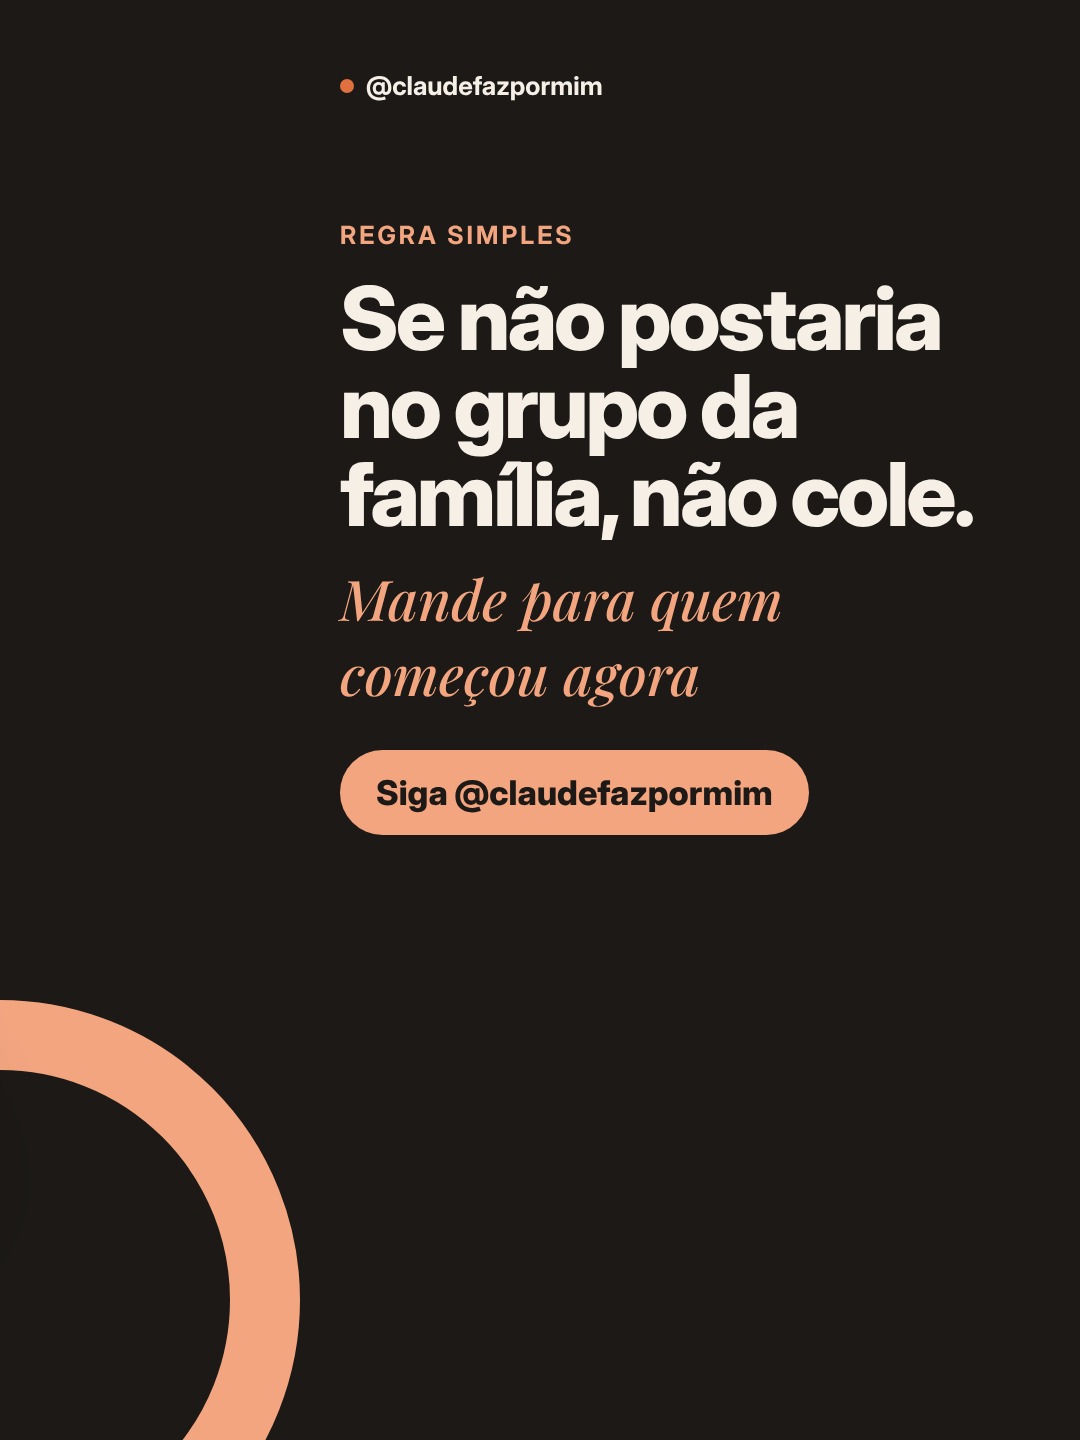 @claudefazpormim
REGRA SIMPLES
Se não postaria
no grupo da
família, não cole.
Mande para quem
começou agora
Siga @claudefazpormim